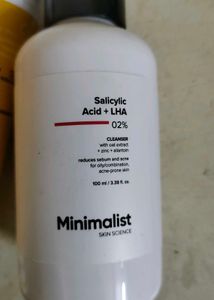 Salicylic
Acid + LHA
02%
CLEANSER
with oat extract
+ zinc + allantoin
reduces sebum and acne
for oily/combination,
acne-prone skin
100 ml / 3.38 fl. oz
Minimalist
SKIN SCIENCE